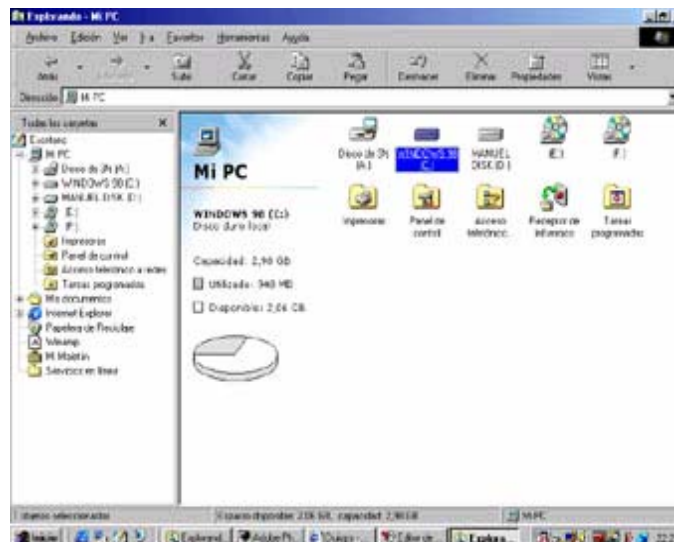 Explorando - Mi PC
Archivo Edición Ver Ir a Favoritos Herramientas Ayuda
Atrás Subir Cortar Copiar Pegar Deshacer Eliminar Propiedades Vistas
Dirección Mi PC
Todas las carpetas X
Escritorio
Mi PC
Disco de 3½ (A:)
WINDOWS 98 (C:)
MANUEL DISK (D:)
(E:)
(F:)
Impresoras
Panel de control
Acceso telefónico a redes
Tareas programadas
Mis documentos
Internet Explorer
Papelera de Reciclaje
Winamp
Mi Maletín
Servicios en línea
Mi PC
WINDOWS 98 (C:)
Disco duro local
Capacidad: 2,98 GB
Utilizado: 940 MB
Disponible: 2,06 GB
Disco de 3½ (A:)
WINDOWS 98 (C:)
MANUEL DISK (D:)
(E:)
(F:)
Impresoras
Panel de control
Acceso telefónico...
Receptor de infrarrojos
Tareas programadas
1 objetos seleccionados
Espacio disponible: 2,06 GB, capacidad: 2,98 GB
Mi PC
Inicio